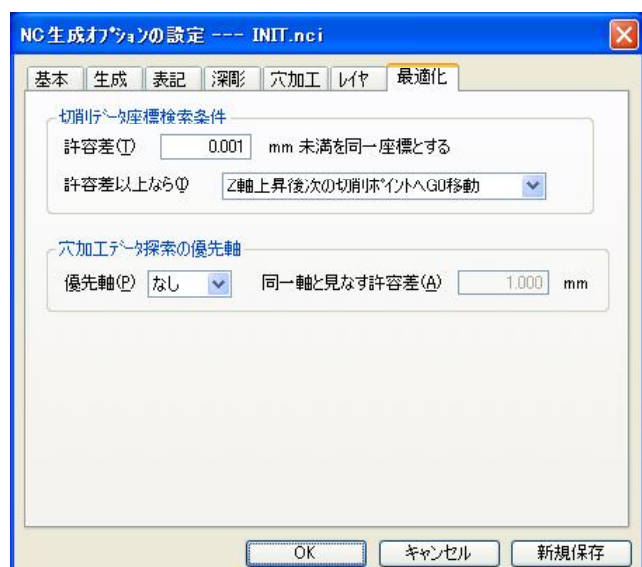 NC生成ｵﾌﾟｼｮﾝの設定 --- INIT.nci
基本 生成 表記 深彫 穴加工 ﾚｲﾔ 最適化
切削ﾃﾞｰﾀ座標検索条件
許容差(T) 0.001 mm 未満を同一座標とする
許容差以上なら(I) Z軸上昇後次の切削ﾎﾟｲﾝﾄへG0移動
穴加工ﾃﾞｰﾀ探索の優先軸
優先軸(P) なし 同一軸と見なす許容差(A) 1.000 mm
OK キャンセル 新規保存